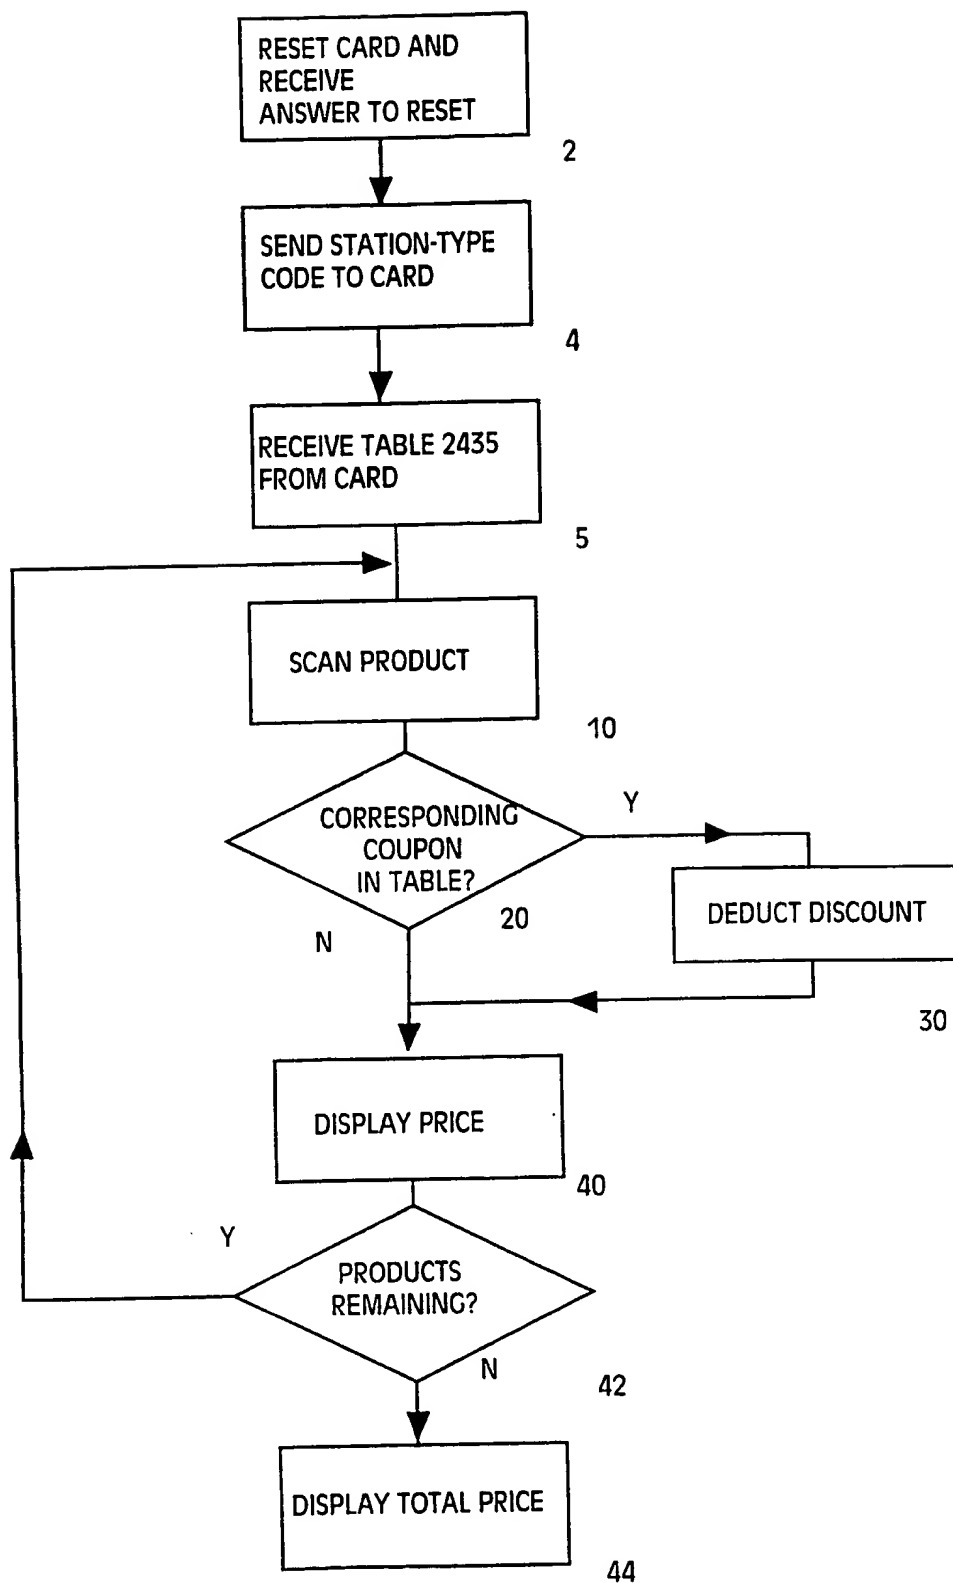 RESET CARD AND
RECEIVE
ANSWER TO RESET
2
SEND STATION-TYPE
CODE TO CARD
4
RECEIVE TABLE 2435
FROM CARD
5
SCAN PRODUCT
10
CORRESPONDING
COUPON
IN TABLE?
Y
20
N
DEDUCT DISCOUNT
30
DISPLAY PRICE
40
Y
PRODUCTS
REMAINING?
N
42
DISPLAY TOTAL PRICE
44